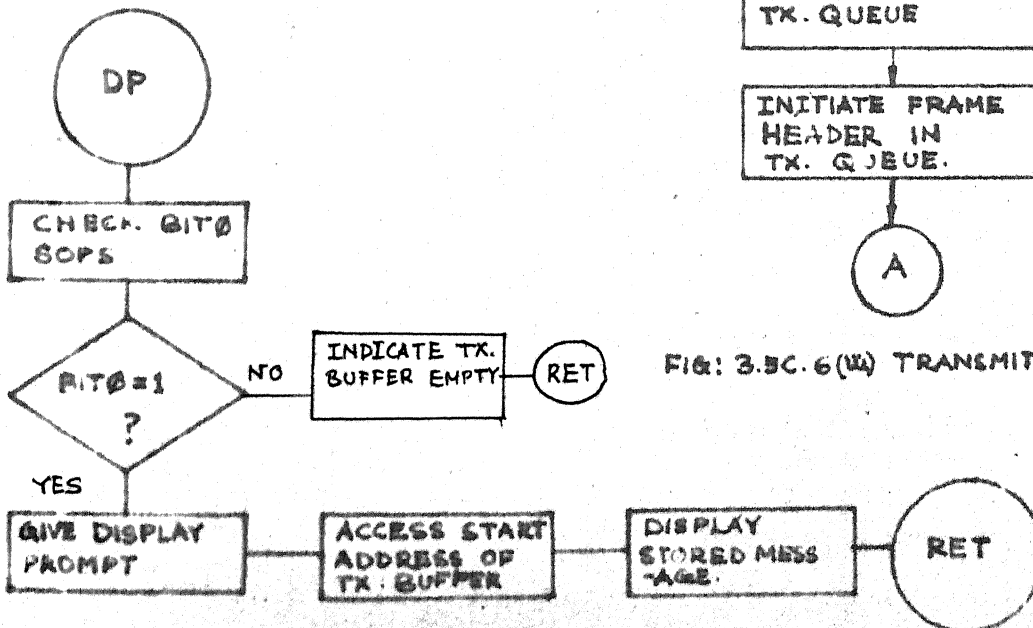 DP
CHECK. BITØ
SOPS
BITØ=1
?
NO
INDICATE TX.
BUFFER EMPTY
RET
YES
GIVE DISPLAY
PROMPT
ACCESS START
ADDRESS OF
TX. BUFFER
DISPLAY
STORED MESS
-AGE.
RET
TX. QUEUE
INITIATE FRAME
HEADER IN
TX. QUEUE.
A
FIG: 3.5C.6 TRANSMIT